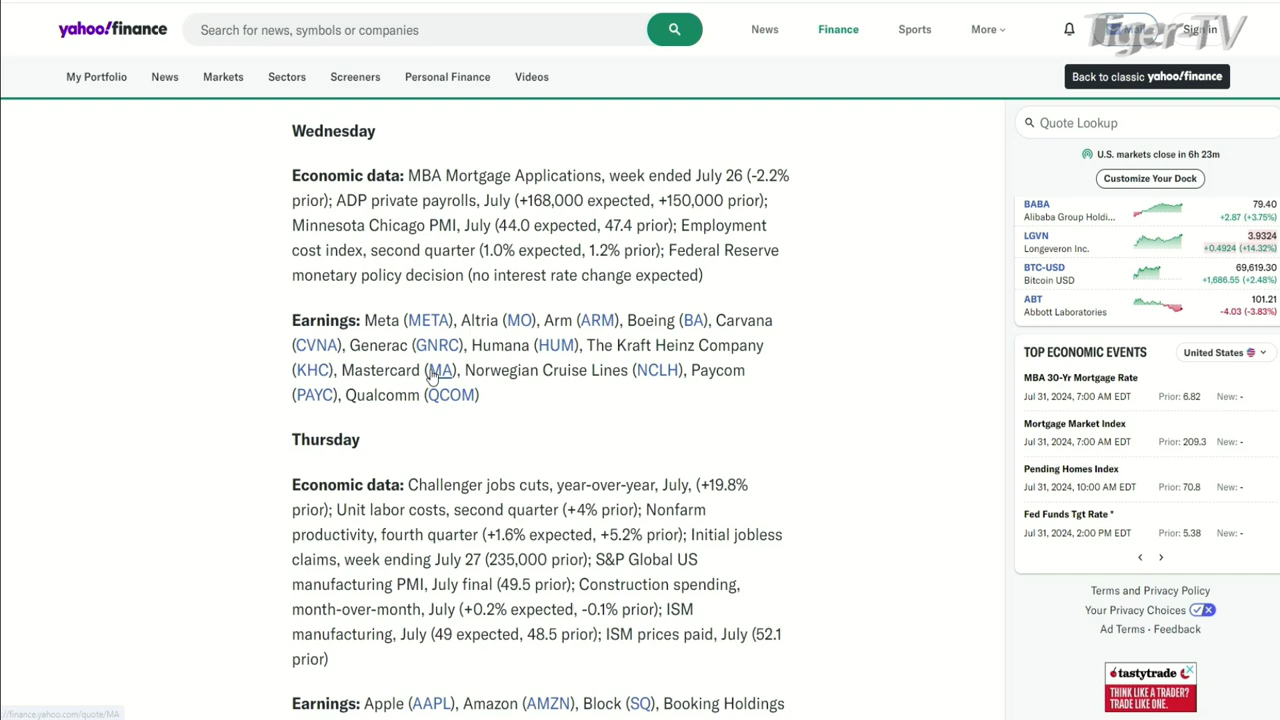 yahoo!finance
Search for news, symbols or companies
News
Finance
Sports
More
Tiger-TV
Sign in
My Portfolio
News
Markets
Sectors
Screeners
Personal Finance
Videos
Back to classic yahoo!finance
Wednesday
Economic data: MBA Mortgage Applications, week ended July 26 (-2.2%
prior); ADP private payrolls, July (+168,000 expected, +150,000 prior);
Minnesota Chicago PMI, July (44.0 expected, 47.4 prior); Employment
cost index, second quarter (1.0% expected, 1.2% prior); Federal Reserve
monetary policy decision (no interest rate change expected)
Earnings: Meta (META), Altria (MO), Arm (ARM), Boeing (BA), Carvana
(CVNA), Generac (GNRC), Humana (HUM), The Kraft Heinz Company
(KHC), Mastercard (MA), Norwegian Cruise Lines (NCLH), Paycom
(PAYC), Qualcomm (QCOM)
Thursday
Economic data: Challenger jobs cuts, year-over-year, July, (+19.8%
prior); Unit labor costs, second quarter (+4% prior); Nonfarm
productivity, fourth quarter (+1.6% expected, +5.2% prior); Initial jobless
claims, week ending July 27 (235,000 prior); S&P Global US
manufacturing PMI, July final (49.5 prior); Construction spending,
month-over-month, July (+0.2% expected, -0.1% prior); ISM
manufacturing, July (49 expected, 48.5 prior); ISM prices paid, July (52.1
prior)
Earnings: Apple (AAPL), Amazon (AMZN), Block (SQ), Booking Holdings
Quote Lookup
U.S. markets close in 6h 23m
Customize Your Dock
BABA 79.40
Alibaba Group Holdi... +2.87 (+3.75%)
LGVN 3.9324
Longeveron Inc. +0.4924 (+14.32%)
BTC-USD 69,619.30
Bitcoin USD +1,686.55 (+2.48%)
ABT 101.21
Abbott Laboratories -4.03 (-3.83%)
TOP ECONOMIC EVENTS
United States
MBA 30-Yr Mortgage Rate
Jul 31, 2024, 7:00 AM EDT Prior: 6.82 New: -
Mortgage Market Index
Jul 31, 2024, 7:00 AM EDT Prior: 209.3 New: -
Pending Homes Index
Jul 31, 2024, 10:00 AM EDT Prior: 70.8 New: -
Fed Funds Tgt Rate *
Jul 31, 2024, 2:00 PM EDT Prior: 5.38 New: -
Terms and Privacy Policy
Your Privacy Choices
Ad Terms · Feedback
tastytrade
THINK LIKE A TRADER?
TRADE LIKE ONE.
://finance.yahoo.com/quote/MA